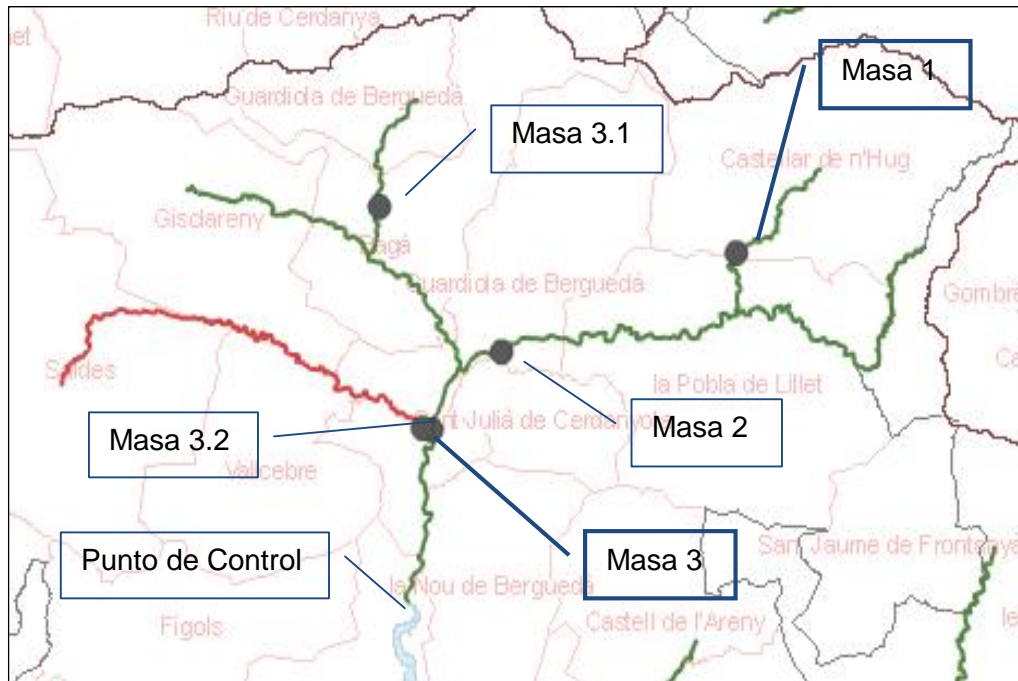 Riu de Cerdanya
Masa 1
Guardiola de Berguedà
Masa 3.1
Castellar de n'Hug
Gisclareny
Bagà
Guardiola de Berguedà
Gombrè
Saldes
la Pobla de Lillet
Sant Julià de Cerdanyola
Masa 3.2
Masa 2
Vallcebre
Punto de Control
Masa 3
Sant Jaume de Frontanyà
la Nou de Berguedà
Fígols
Castell de l'Areny